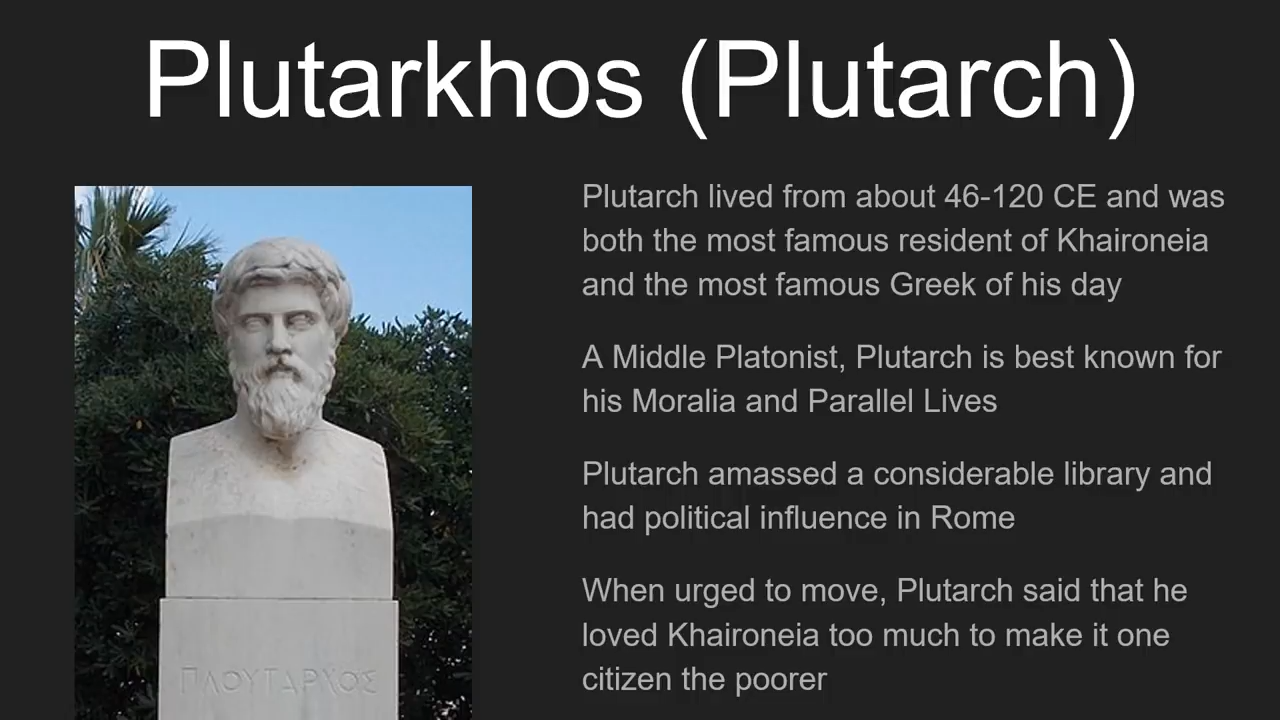 Plutarkhos (Plutarch)
Plutarch lived from about 46-120 CE and was
both the most famous resident of Khaironeia
and the most famous Greek of his day
A Middle Platonist, Plutarch is best known for
his Moralia and Parallel Lives
Plutarch amassed a considerable library and
had political influence in Rome
When urged to move, Plutarch said that he
loved Khaironeia too much to make it one
citizen the poorer
ΠΛΟΥΤΑΡΧΟΣ